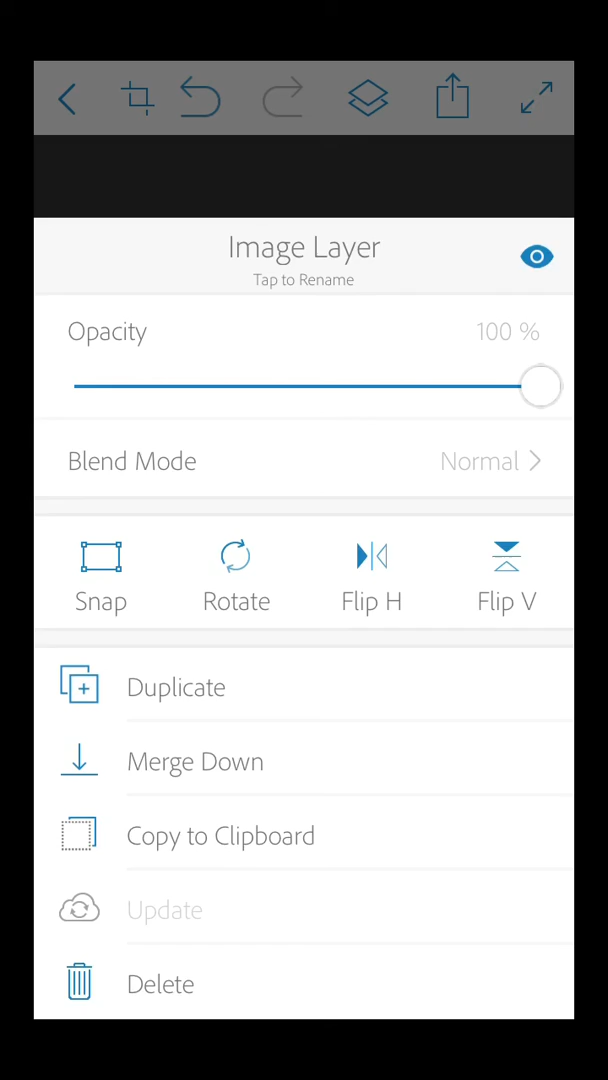 Image Layer
Tap to Rename
Opacity 100 %
Blend Mode Normal
Snap Rotate Flip H Flip V
Duplicate
Merge Down
Copy to Clipboard
Update
Delete